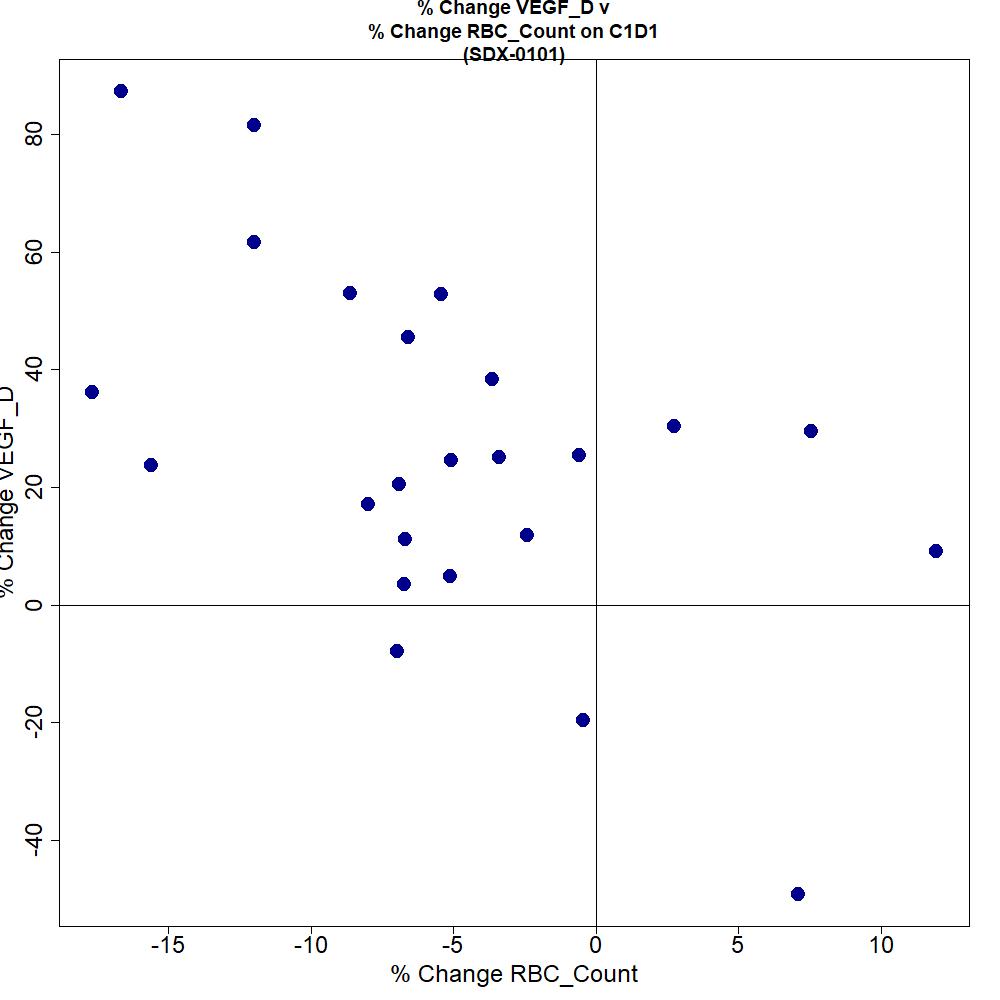 % Change VEGF_D v
% Change RBC_Count on C1D1
(SDX-0101)
% Change VEGF_D
80
60
40
20
0
-20
-40
-15 -10 -5 0 5 10
% Change RBC_Count